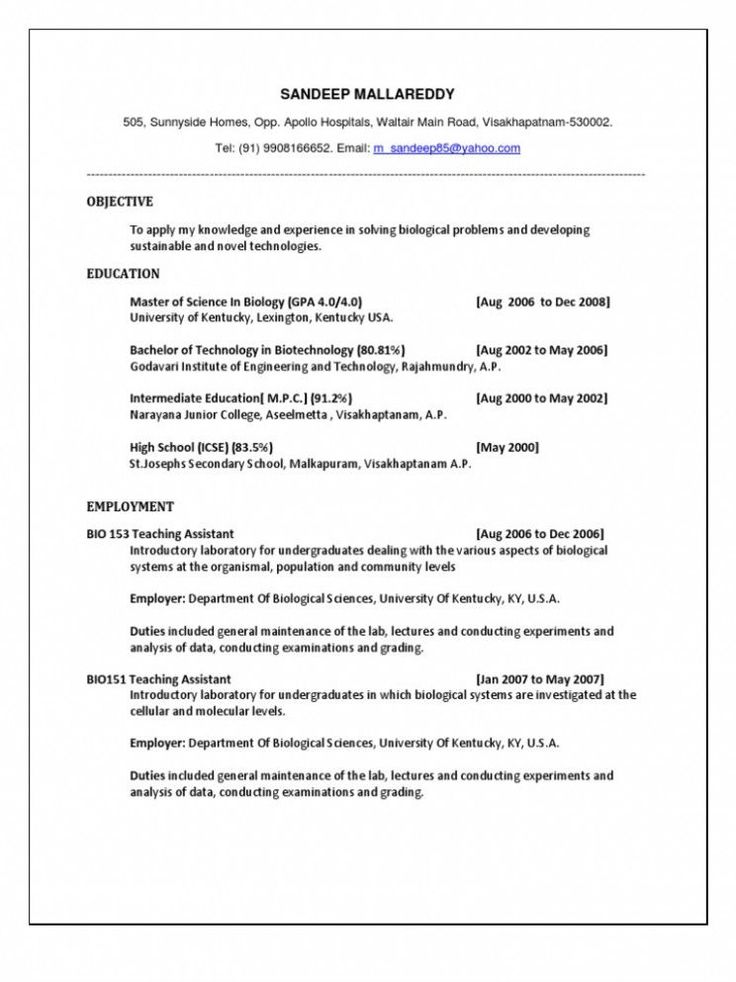 SANDEEP MALLAREDDY
505, Sunnyside Homes, Opp. Apollo Hospitals, Waltair Main Road, Visakhapatnam-530002.
Tel: (91) 9908166652. Email: m_sandeep85@yahoo.com
OBJECTIVE
To apply my knowledge and experience in solving biological problems and developing
sustainable and novel technologies.
EDUCATION
Master of Science In Biology (GPA 4.0/4.0) [Aug 2006 to Dec 2008]
University of Kentucky, Lexington, Kentucky USA.
Bachelor of Technology in Biotechnology (80.81%) [Aug 2002 to May 2006]
Godavari Institute of Engineering and Technology, Rajahmundry, A.P.
Intermediate Education[ M.P.C.] (91.2%) [Aug 2000 to May 2002]
Narayana Junior College, Aseelmetta , Visakhaptanam, A.P.
High School (ICSE) (83.5%) [May 2000]
St.Josephs Secondary School, Malkapuram, Visakhaptanam A.P.
EMPLOYMENT
BIO 153 Teaching Assistant [Aug 2006 to Dec 2006]
Introductory laboratory for undergraduates dealing with the various aspects of biological
systems at the organismal, population and community levels
Employer: Department Of Biological Sciences, University Of Kentucky, KY, U.S.A.
Duties included general maintenance of the lab, lectures and conducting experiments and
analysis of data, conducting examinations and grading.
BIO151 Teaching Assistant [Jan 2007 to May 2007]
Introductory laboratory for undergraduates in which biological systems are investigated at the
cellular and molecular levels.
Employer: Department Of Biological Sciences, University Of Kentucky, KY, U.S.A.
Duties included general maintenance of the lab, lectures and conducting experiments and
analysis of data, conducting examinations and grading.